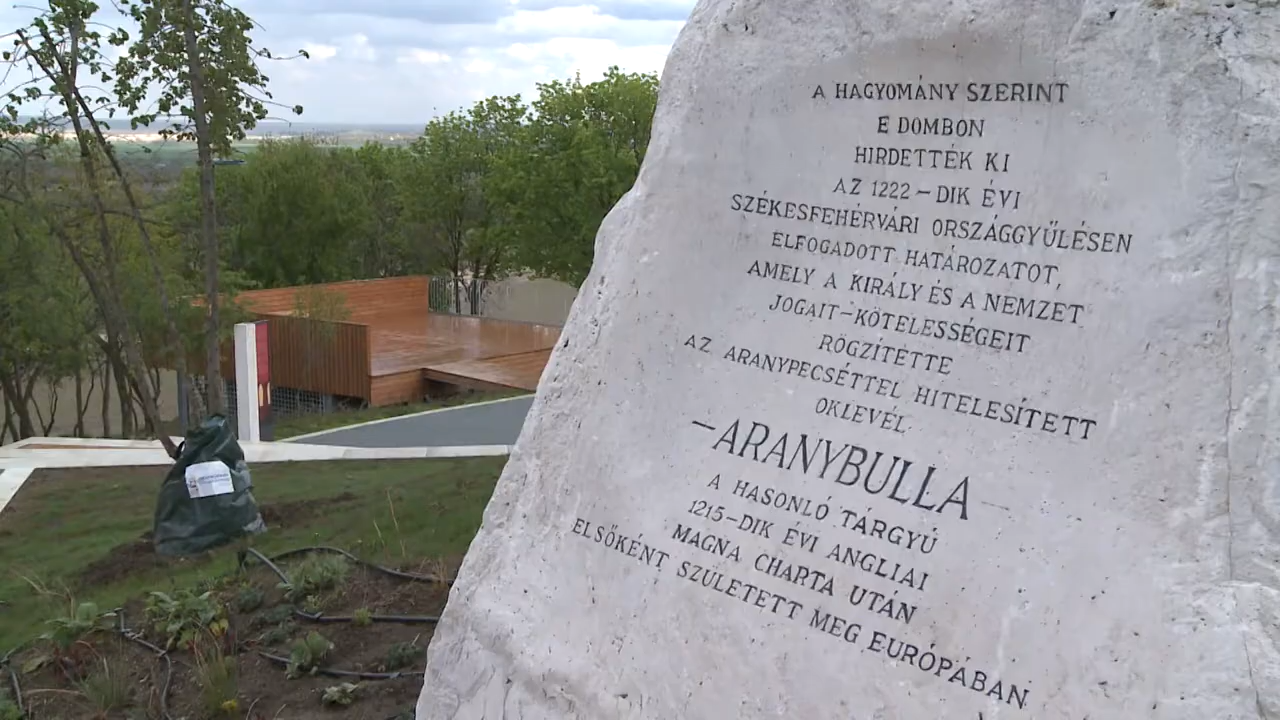 A HAGYOMÁNY SZERINT
E DOMBON
HIRDETTÉK KI
AZ 1222-DIK ÉVI
SZÉKESFEHÉRVÁRI ORSZÁGGYŰLÉSEN
ELFOGADOTT HATÁROZATOT,
AMELY A KIRÁLY ÉS A NEMZET
JOGAIT-KÖTELESSÉGEIT
RÖGZÍTETTE
AZ ARANYPECSÉTTEL HITELESÍTETT
OKLEVÉL
-ARANYBULLA-
A HASONLÓ TÁRGYÚ
1215-DIK ÉVI ANGLIAI
MAGNA CHARTA UTÁN
ELSŐKÉNT SZÜLETETT MEG EURÓPÁBAN